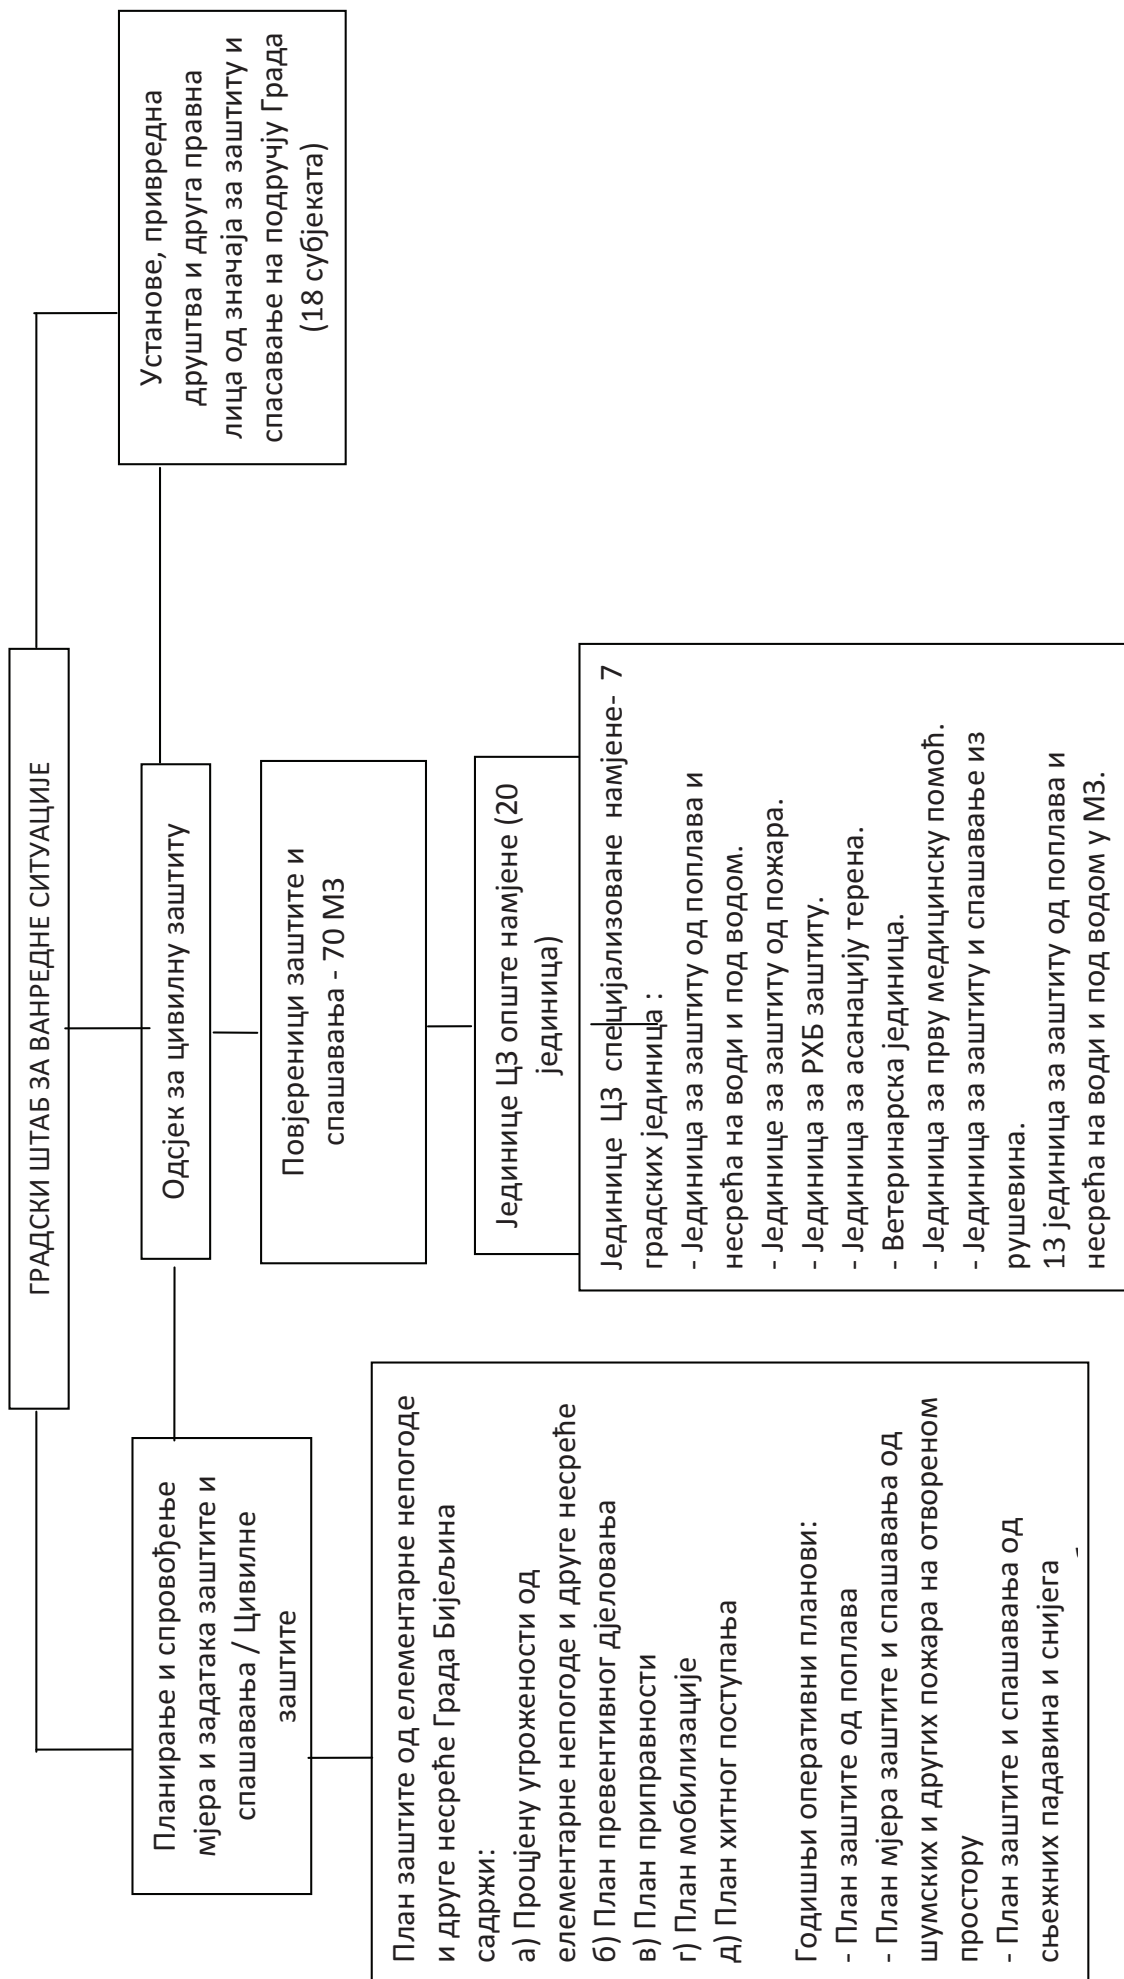 ГРАДСКИ ШТАБ ЗА ВАНРЕДНЕ СИТУАЦИЈЕ
Планирање и спровођење
мјера и задатака заштите и
спашавања / Цивилне
заштите
Одсјек за цивилну заштиту
Установе, привредна
друштва и друга правна
лица од значаја за заштиту и
спасавање на подручју Града
(18 субјеката)
Повјереници заштите и
спашавања - 70 МЗ
Јединице ЦЗ опште намјене (20
јединица)
Јединице ЦЗ специјализоване намјене- 7
градских јединица :
- Јединица за заштиту од поплава и
несрећа на води и под водом.
- Јединице за заштиту од пожара.
- Јединица за РХБ заштиту.
- Јединица за асанацију терена.
- Ветеринарска јединица.
- Јединица за прву медицинску помоћ.
- Јединица за заштиту и спашавање из
рушевина.
13 јединица за заштиту од поплава и
несрећа на води и под водом у МЗ.
План заштите од елементарне непогоде
и друге несреће Града Бијељина
садржи:
а) Процјену угрожености од
елементарне непогоде и друге несреће
б) План превентивног дјеловања
в) План приправности
г) План мобилизације
д) План хитног поступања
Годишњи оперативни планови:
- План заштите од поплава
- План мјера заштите и спашавања од
шумских и других пожара на отвореном
простору
- План заштите и спашавања од
сњежних падавина и снијега